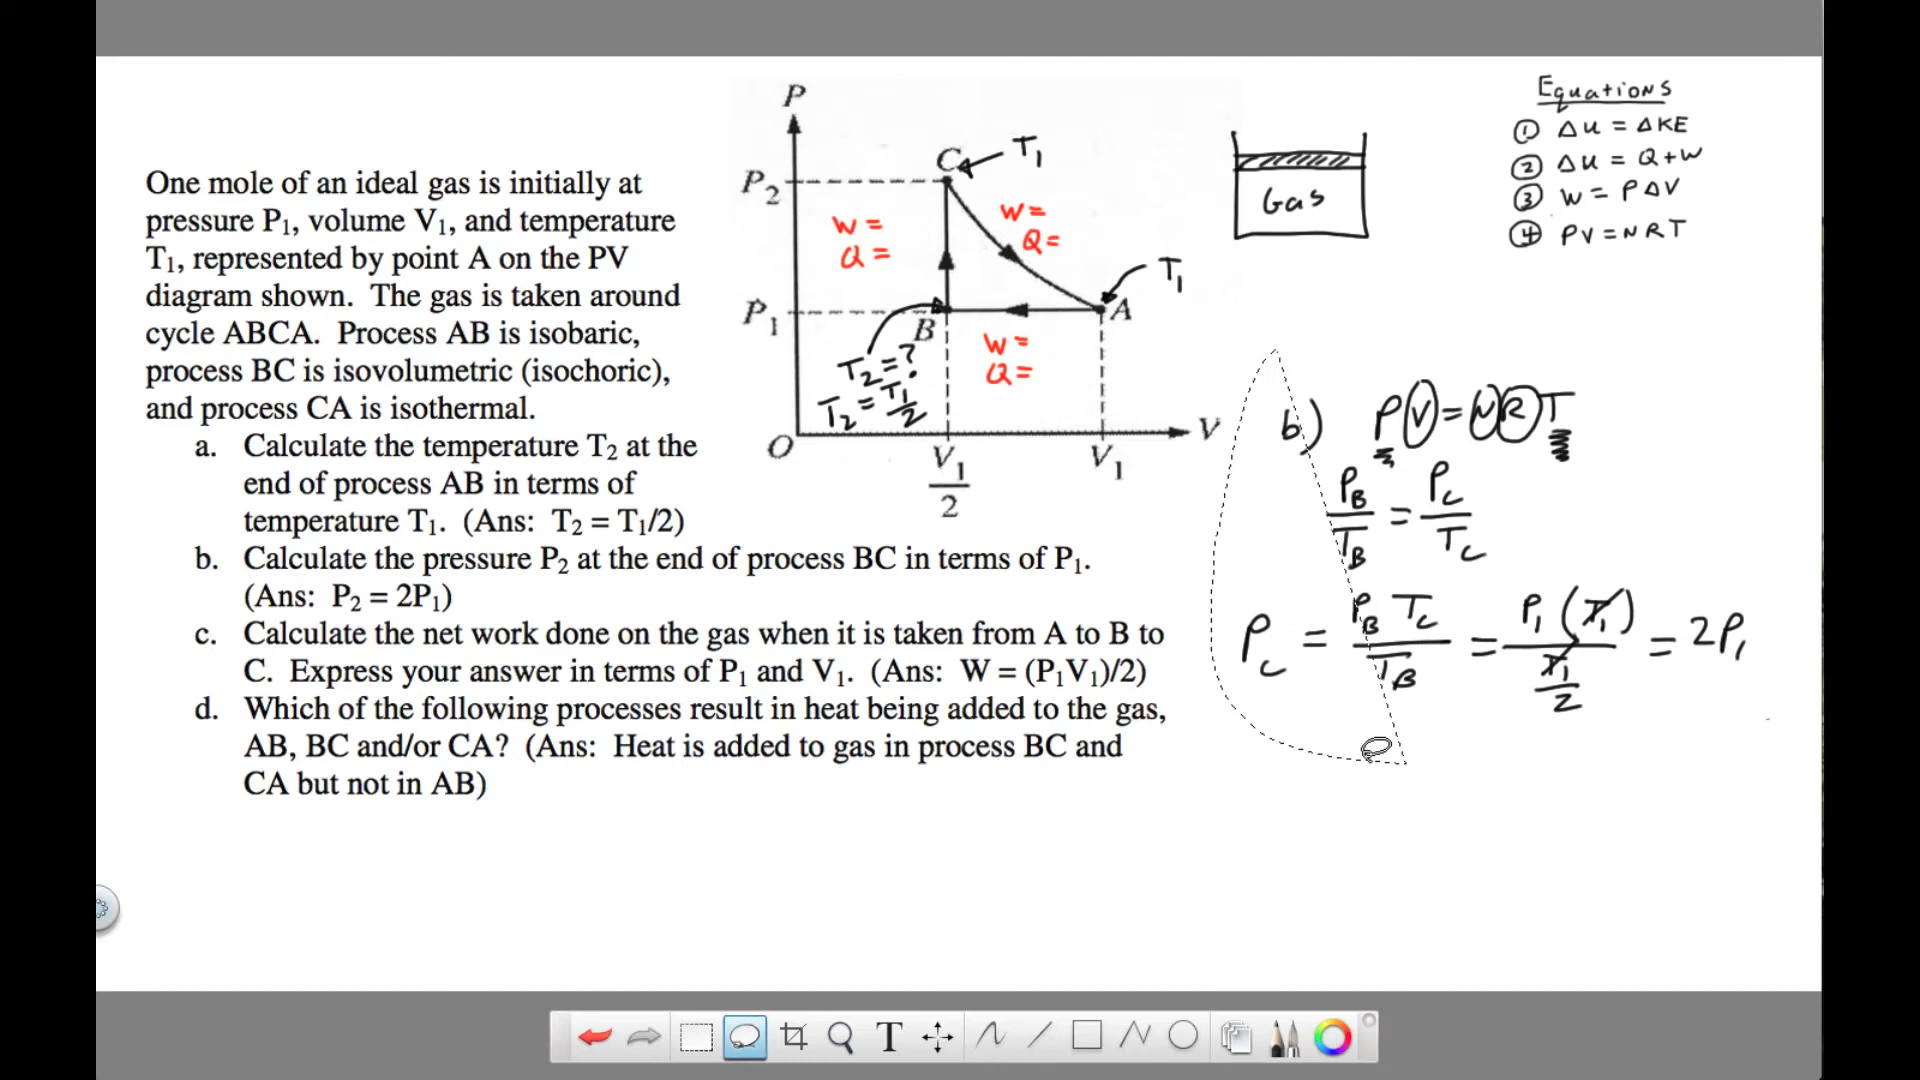 One mole of an ideal gas is initially at
pressure P₁, volume V₁, and temperature
T₁, represented by point A on the PV
diagram shown. The gas is taken around
cycle ABCA. Process AB is isobaric,
process BC is isovolumetric (isochoric),
and process CA is isothermal.
a. Calculate the temperature T₂ at the
end of process AB in terms of
temperature T₁. (Ans: T₂ = T₁/2)
b. Calculate the pressure P₂ at the end of process BC in terms of P₁.
(Ans: P₂ = 2P₁)
c. Calculate the net work done on the gas when it is taken from A to B to
C. Express your answer in terms of P₁ and V₁. (Ans: W = (P₁V₁)/2)
d. Which of the following processes result in heat being added to the gas,
AB, BC and/or CA? (Ans: Heat is added to gas in process BC and
CA but not in AB)
P
C
T₁
P₂
W =
Q =
W =
Q =
T₁
P₁
B
A
W =
Q =
T₂ = ?
T₂ = T₁/2
O
V
V₁/2
V₁
Gas
Equations
① ΔU = ΔKE
② ΔU = Q + W
③ W = PΔV
④ PV = NRT
b) PV = NRT
P_B/T_B = P_C/T_C
P_C = P_B T_C/T_B = P₁(T₁)/(T₁/2) = 2P₁
T